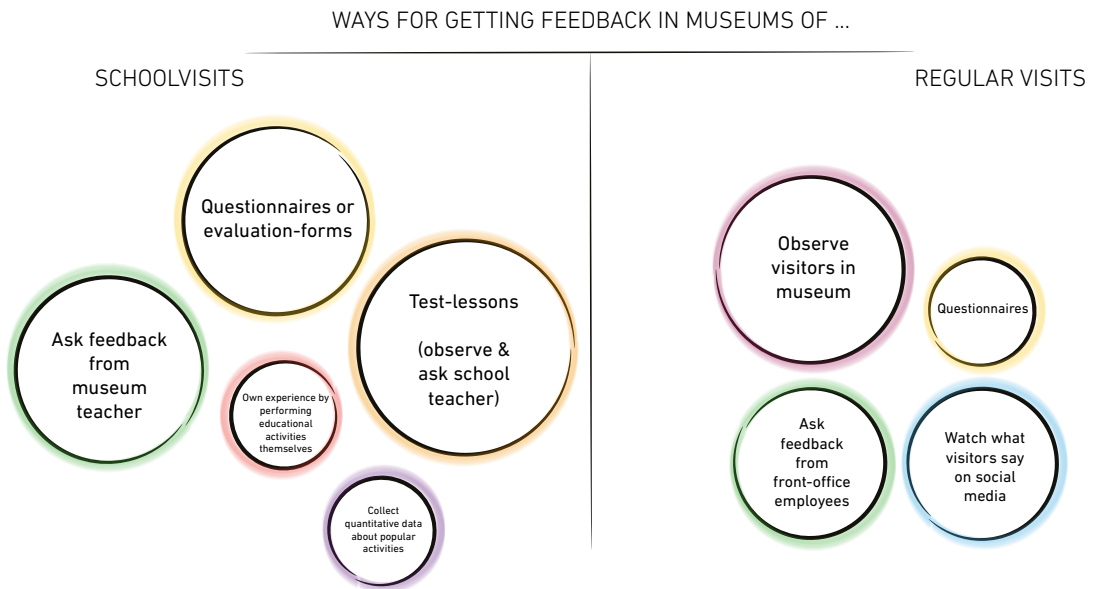 WAYS FOR GETTING FEEDBACK IN MUSEUMS OF ...
SCHOOLVISITS
Questionnaires or
evaluation-forms
Ask feedback
from
museum
teacher
Test-lessons
(observe &
ask school
teacher)
Own experience by
performing
educational
activities
themselves
Collect
quantitative data
about popular
activities
REGULAR VISITS
Observe
visitors in
museum
Questionnaires
Ask
feedback
from
front-office
employees
Watch what
visitors say
on social
media